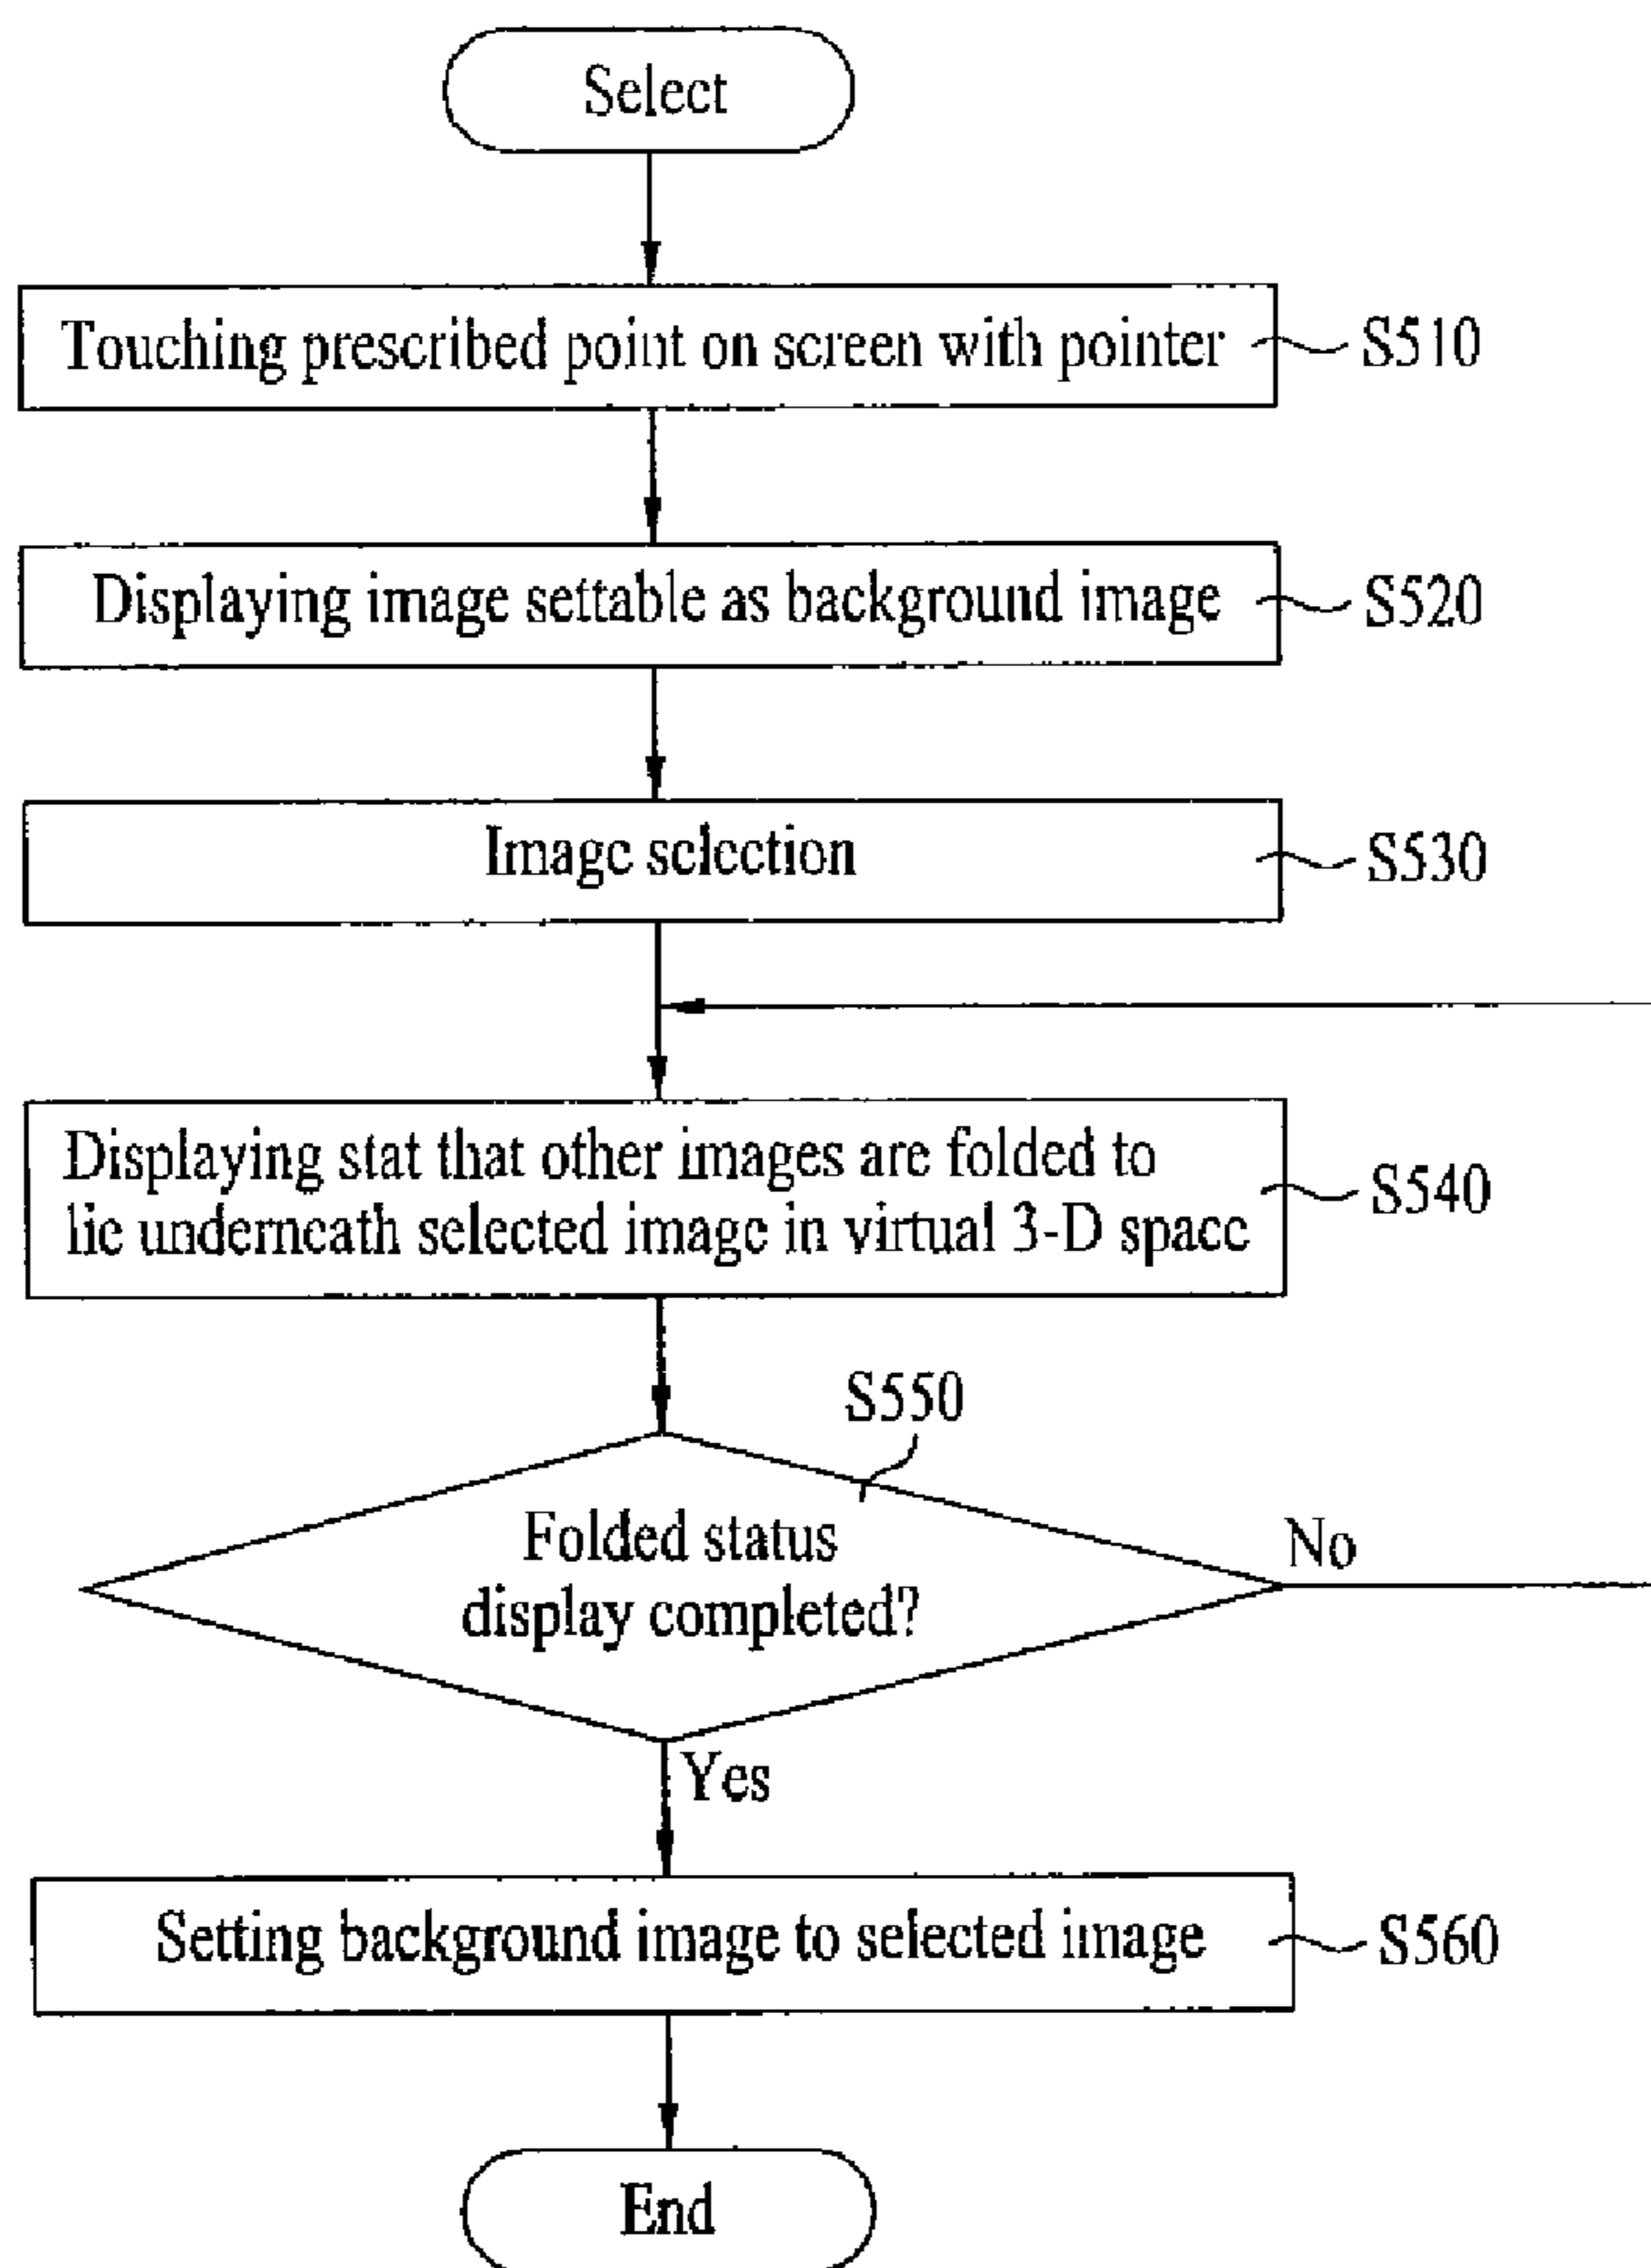 Select
Touching prescribed point on screen with pointer
S510
Displaying image settable as background image
S520
Image selection
S530
Displaying stat that other images are folded to
lie underneath selected image in virtual 3-D space
S540
S550
Folded status
display completed?
No
Yes
Setting background image to selected image
S560
End